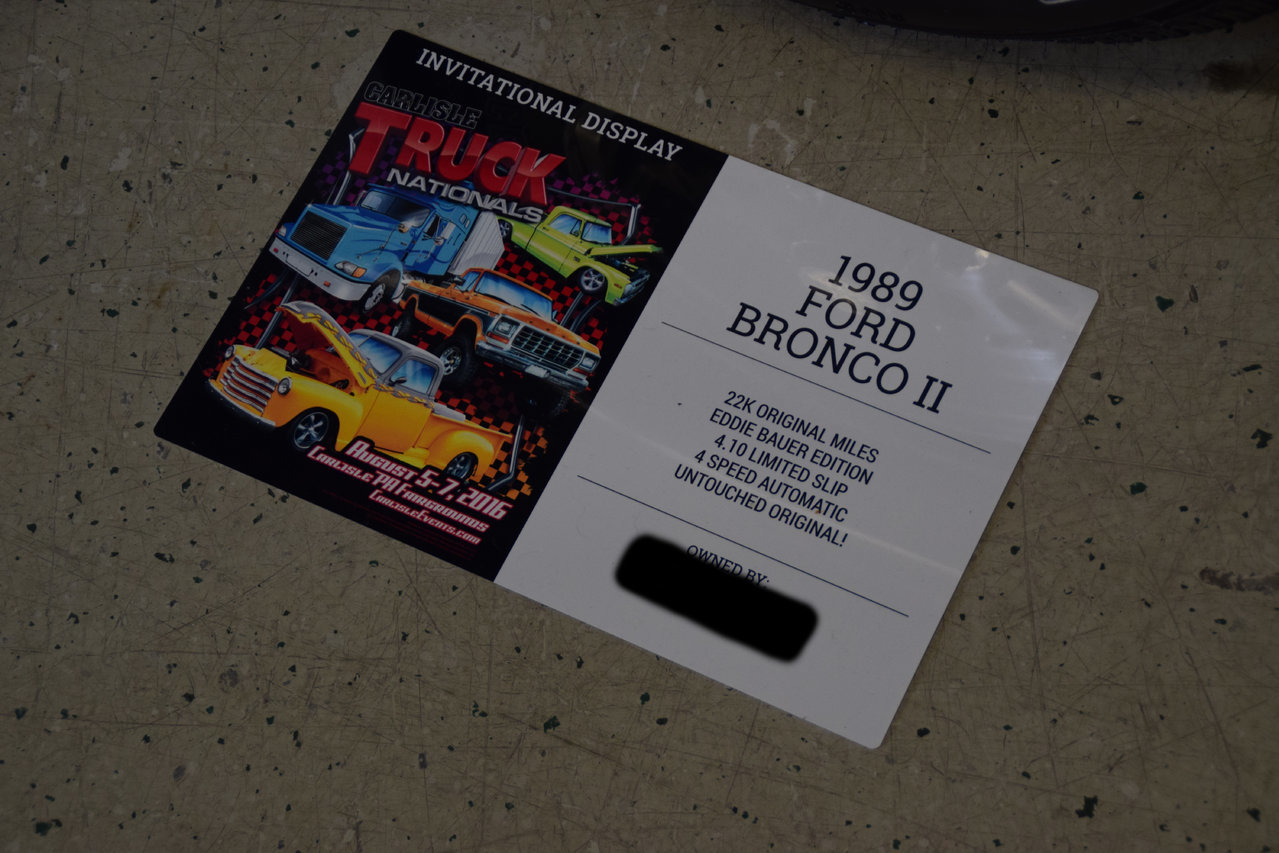 INVITATIONAL DISPLAY
CARLISLE
TRUCK
NATIONALS
August 5-7, 2016
Carlisle PA Fairgrounds
CarlisleEvents.com
1989
FORD
BRONCO II
22K ORIGINAL MILES
EDDIE BAUER EDITION
4.10 LIMITED SLIP
4 SPEED AUTOMATIC
UNTOUCHED ORIGINAL!
OWNED BY: